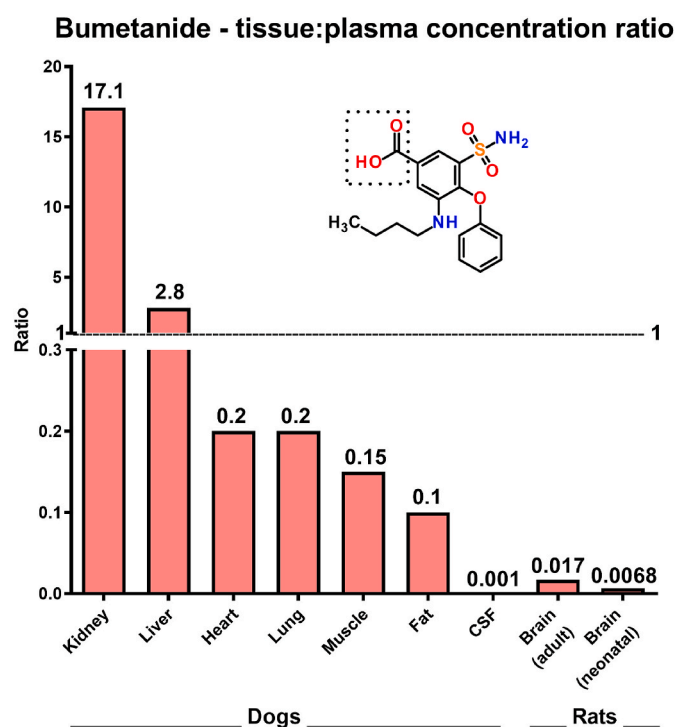 Bumetanide - tissue:plasma concentration ratio
20
17.1
15
10
5
2.8
1
1
Ratio
0.3
0.2
0.1
0.0
0.2
0.2
0.15
0.1
0.001
0.017
0.0068
O
HO
O
S
NH2
O
O
NH
H3C
Kidney
Liver
Heart
Lung
Muscle
Fat
CSF
Brain
(adult)
Brain
(neonatal)
Dogs
Rats